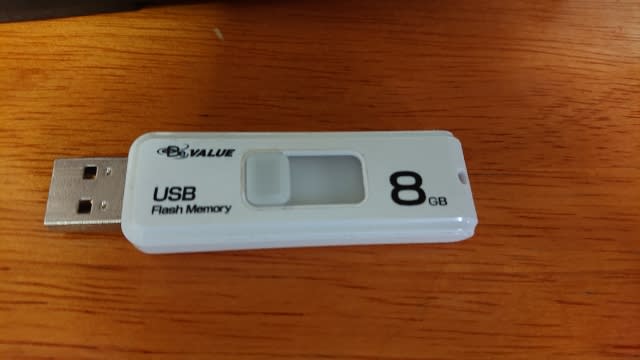 VALUE
USB
Flash Memory
8GB